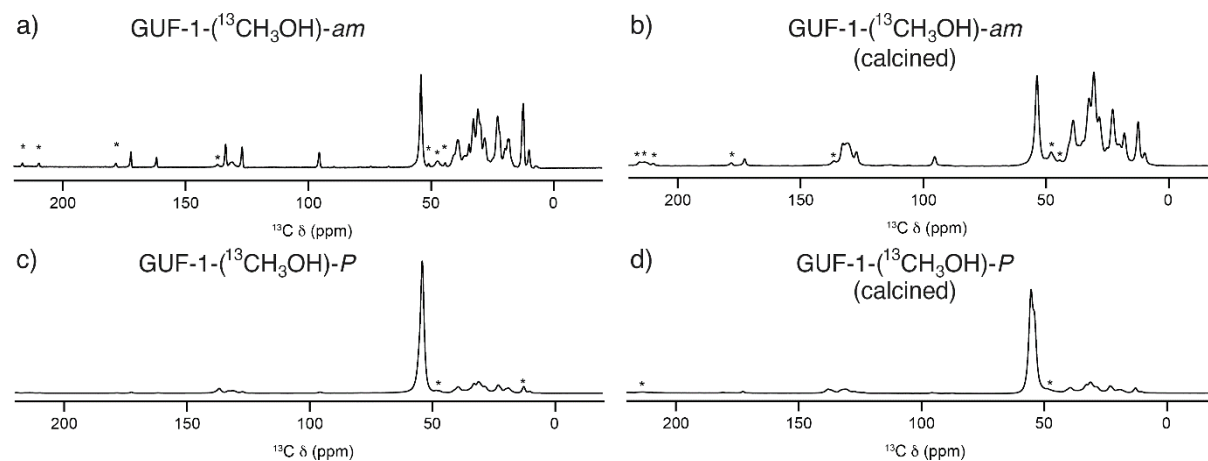 a) GUF-1-(¹³CH₃OH)-am
* * * * * * *
200 150 100 50 0
¹³C δ (ppm)
b) GUF-1-(¹³CH₃OH)-am
(calcined)
* * * * * * *
200 150 100 50 0
¹³C δ (ppm)
c) GUF-1-(¹³CH₃OH)-P
* *
200 150 100 50 0
¹³C δ (ppm)
d) GUF-1-(¹³CH₃OH)-P
(calcined)
* *
200 150 100 50 0
¹³C δ (ppm)